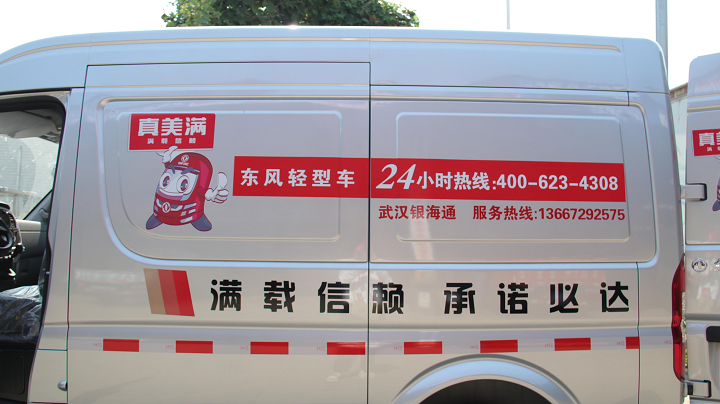 真美满
满载信赖
东风轻型车 24小时热线:400-623-4308
武汉银海通 服务热线:13667292575
满载信赖 承诺必达
真美